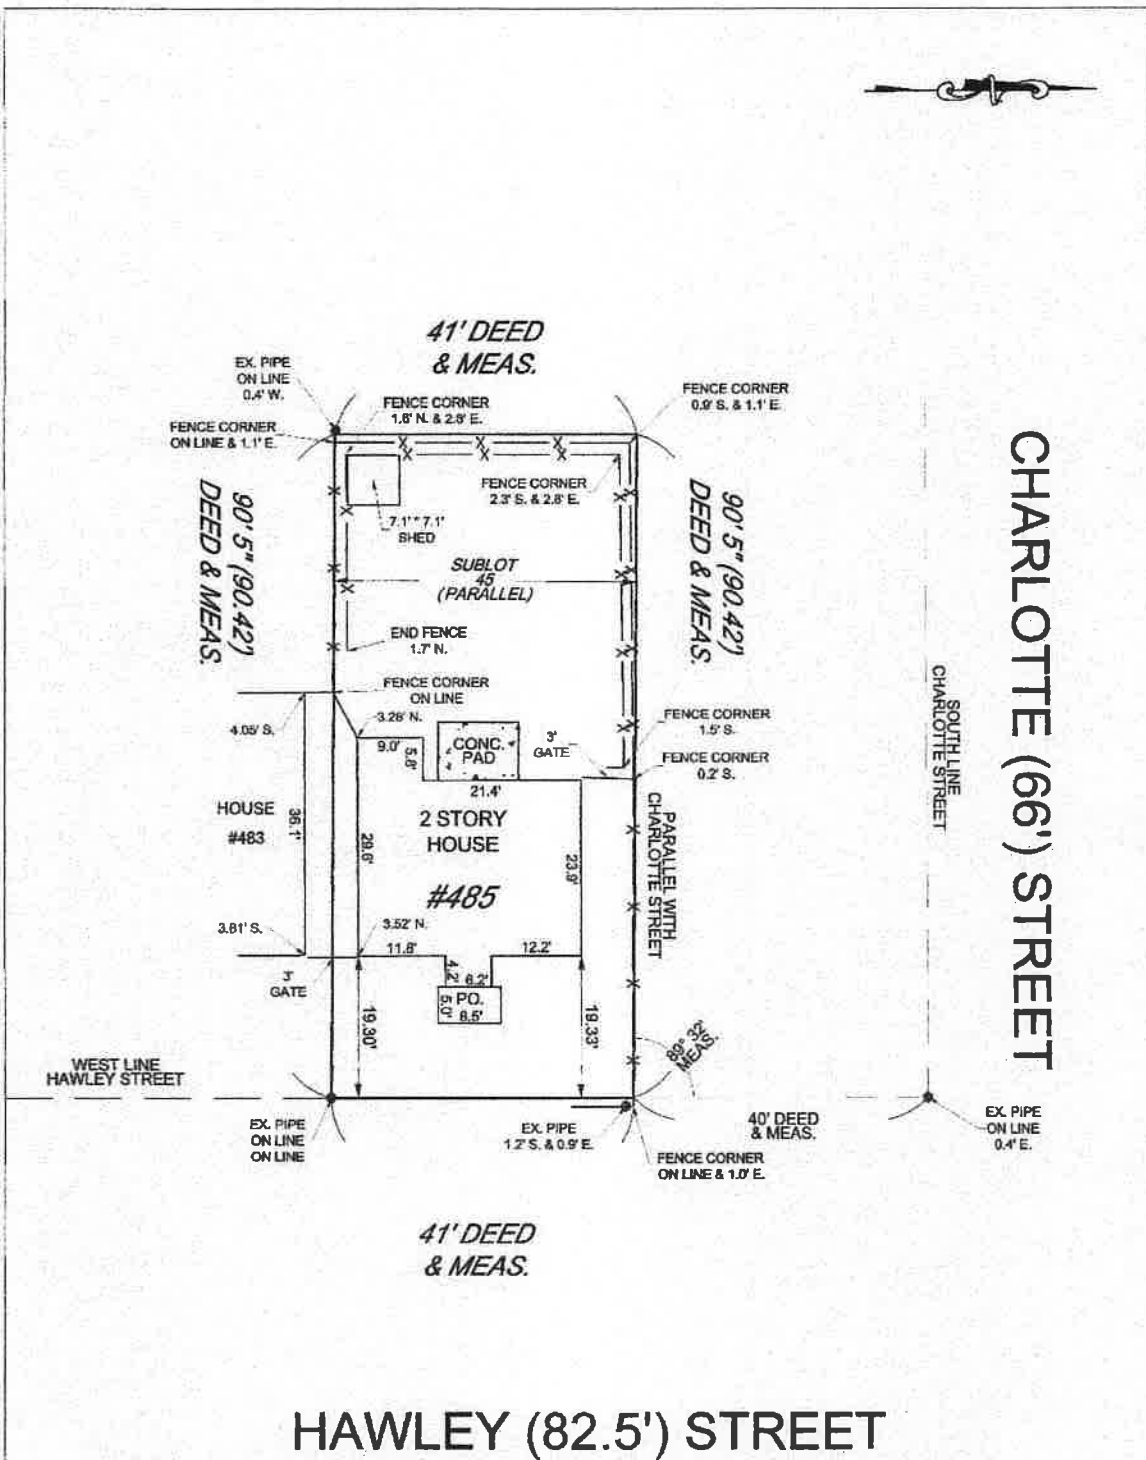 41' DEED
& MEAS.
EX. PIPE
ON LINE
0.4' W.
FENCE CORNER
1.6' N. & 2.8' E.
FENCE CORNER
0.9' S. & 1.1' E.
FENCE CORNER
ON LINE & 1.1' E.
FENCE CORNER
2.3' S. & 2.8' E.
90' 5" (90.42')
DEED & MEAS.
7.1' * 7.1'
SHED
SUBLOT
45
(PARALLEL)
90' 5" (90.42')
DEED & MEAS.
CHARLOTTE (66') STREET
END FENCE
1.7' N.
FENCE CORNER
ON LINE
4.05' S.
3.28' N.
9.0'
5.8'
CONC.
PAD
3'
GATE
FENCE CORNER
1.5' S.
FENCE CORNER
0.2' S.
SOUTH LINE
CHARLOTTE STREET
21.4'
HOUSE
#483
36.1'
2 STORY
HOUSE
29.6'
23.9'
#485
PARALLEL WITH
CHARLOTTE STREET
3.81' S.
3.52' N.
11.8'
12.2'
3'
GATE
4.2'
6.2'
PO.
5.0'
8.5'
19.30'
19.33'
89° 32'
MEAS.
WEST LINE
HAWLEY STREET
EX. PIPE
ON LINE
ON LINE
EX. PIPE
1.2' S. & 0.9' E.
40' DEED
& MEAS.
EX. PIPE
ON LINE
0.4' E.
FENCE CORNER
ON LINE & 1.0' E.
41' DEED
& MEAS.
HAWLEY (82.5') STREET